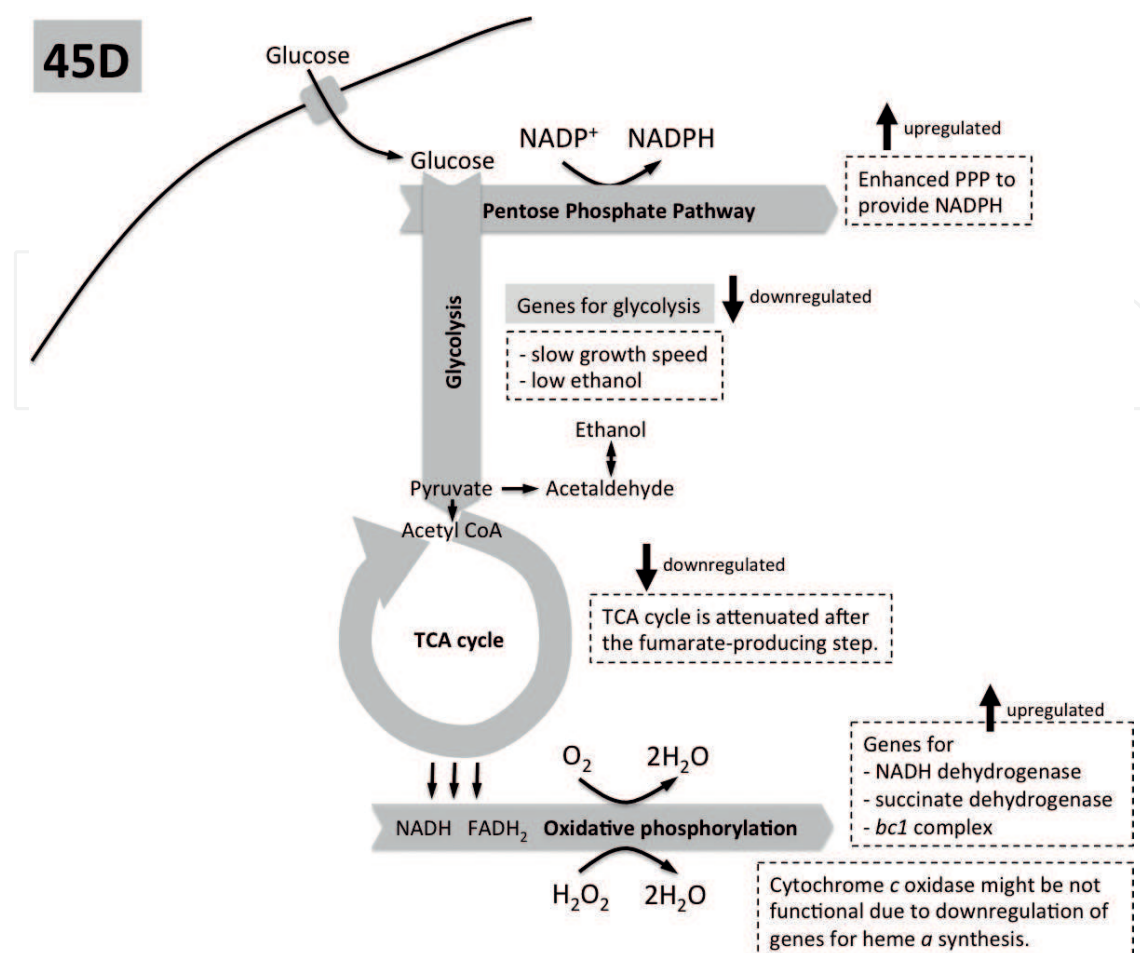 45D
Glucose
Glucose
NADP⁺ NADPH
upregulated
Pentose Phosphate Pathway
Enhanced PPP to
provide NADPH
Glycolysis
Genes for glycolysis
downregulated
- slow growth speed
- low ethanol
Ethanol
Pyruvate
Acetaldehyde
Acetyl CoA
downregulated
TCA cycle
TCA cycle is attenuated after
the fumarate-producing step.
upregulated
Genes for
- NADH dehydrogenase
- succinate dehydrogenase
- bc1 complex
O₂ 2H₂O
NADH FADH₂ Oxidative phosphorylation
H₂O₂ 2H₂O
Cytochrome c oxidase might be not
functional due to downregulation of
genes for heme a synthesis.